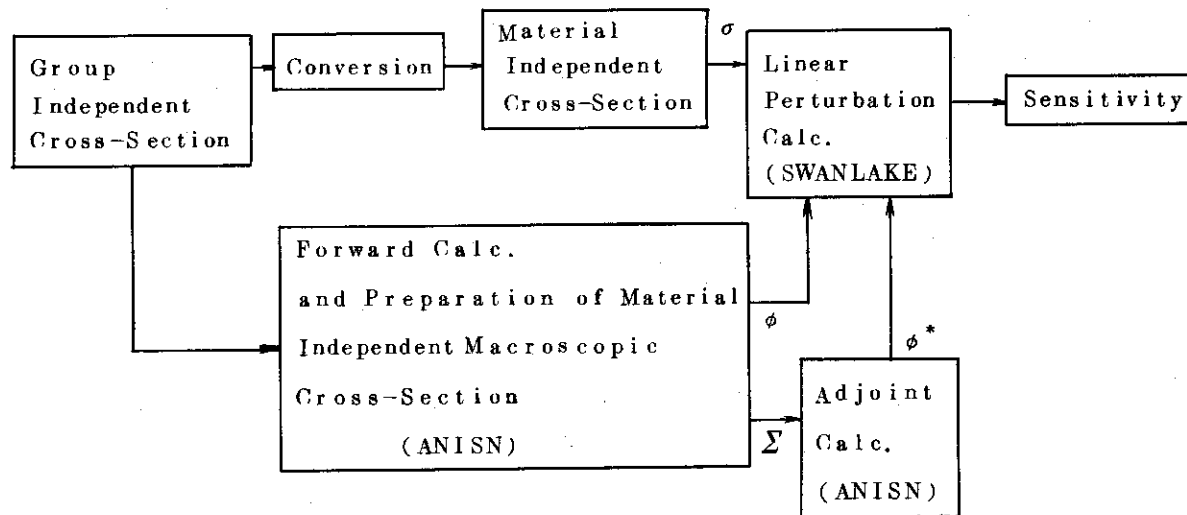 Group
Independent
Cross-Section
Conversion
Material
Independent
Cross-Section
σ
Linear
Perturbation
Calc.
(SWANLAKE)
Sensitivity
Forward Calc.
and Preparation of Material
Independent Macroscopic
Cross-Section
(ANISN)
φ
Σ
φ*
Adjoint
Calc.
(ANISN)